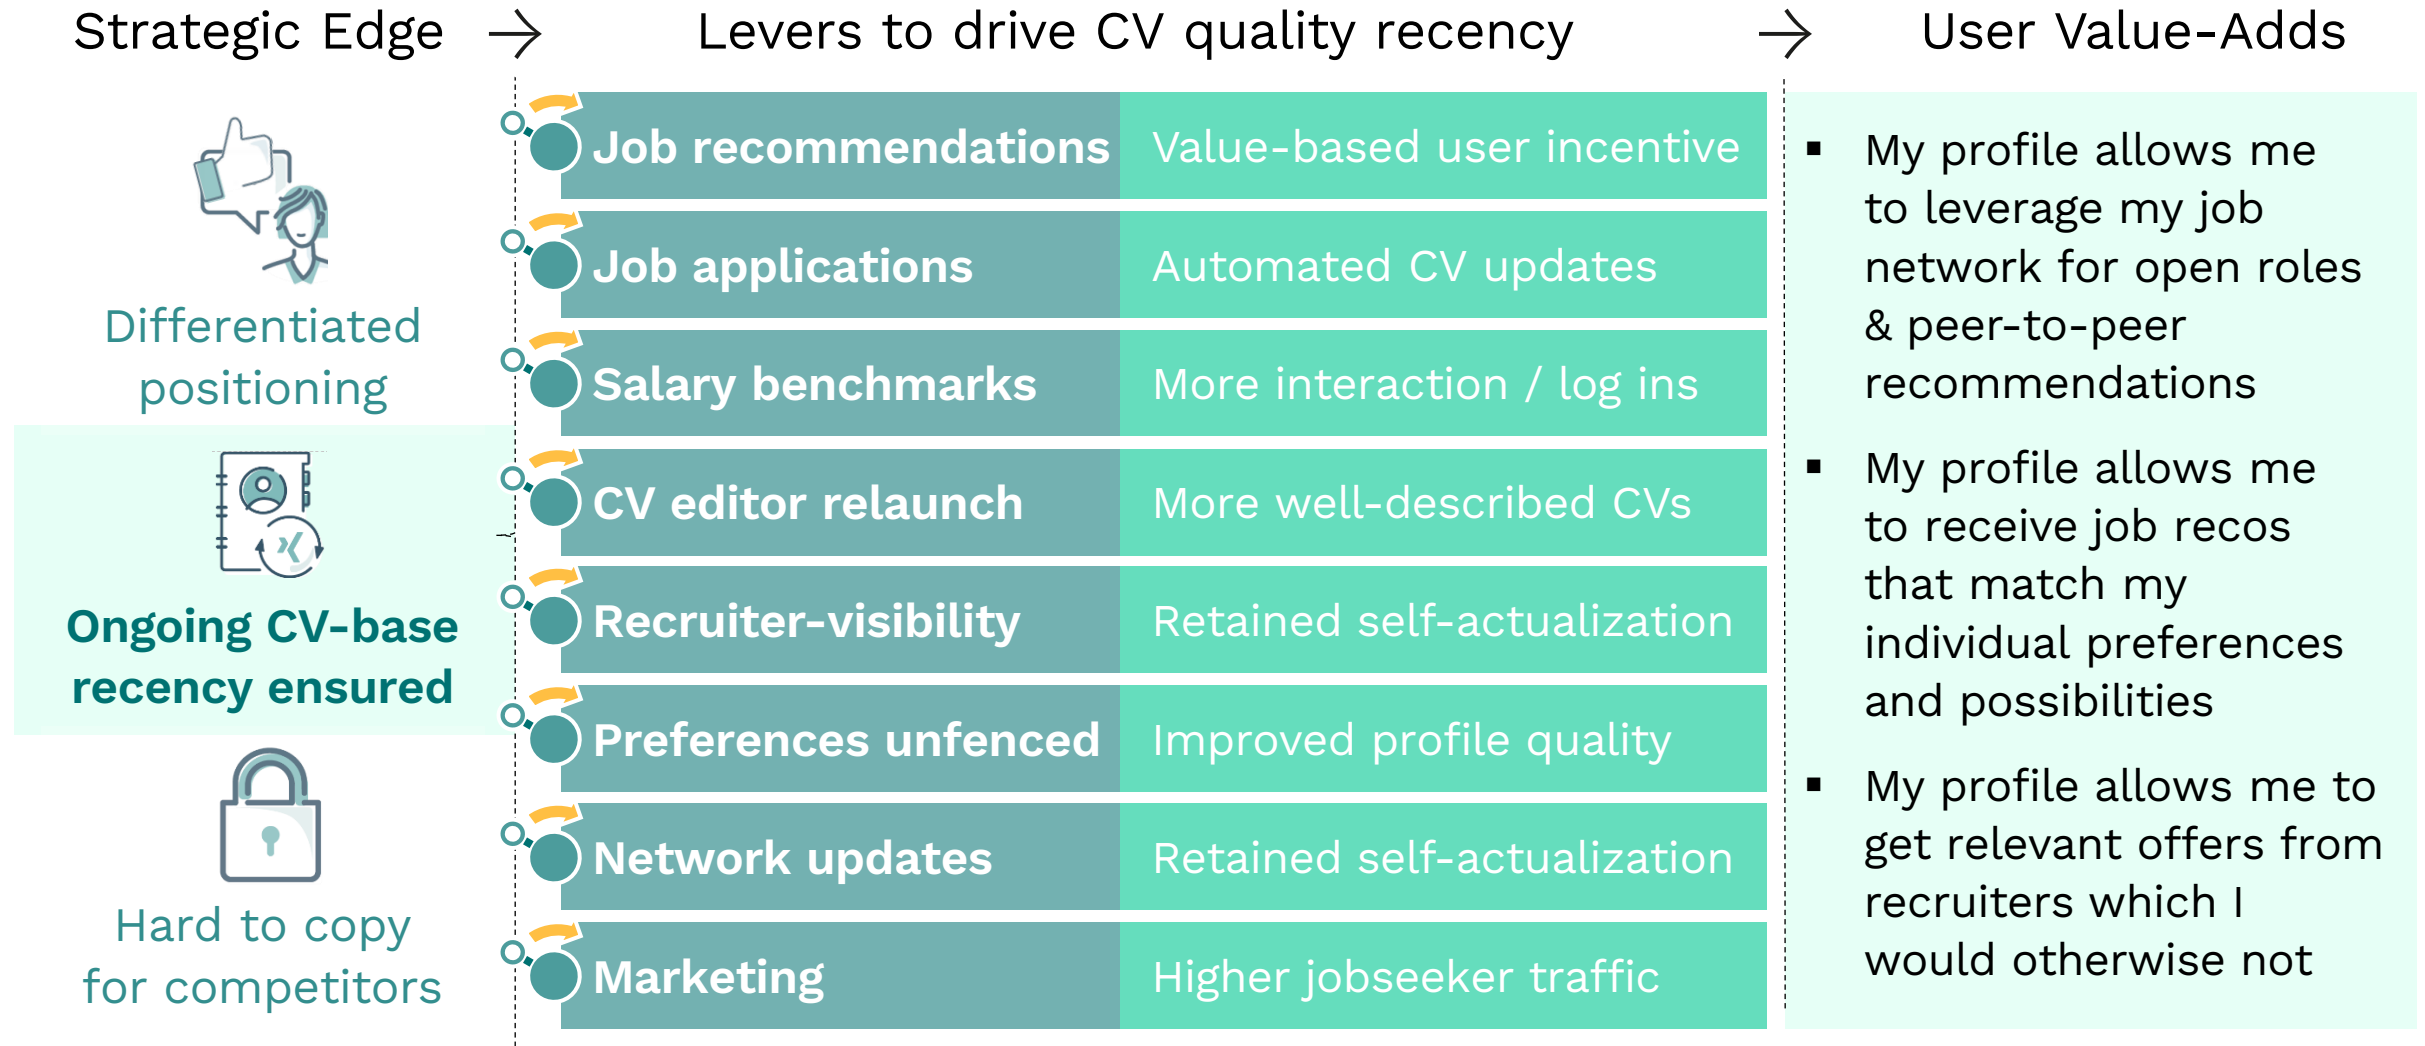 Strategic Edge → Levers to drive CV quality recency → User Value-Adds
Differentiated
positioning
Ongoing CV-base
recency ensured
Hard to copy
for competitors
Job recommendations Value-based user incentive
Job applications Automated CV updates
Salary benchmarks More interaction / log ins
CV editor relaunch More well-described CVs
Recruiter-visibility Retained self-actualization
Preferences unfenced Improved profile quality
Network updates Retained self-actualization
Marketing Higher jobseeker traffic
▪ My profile allows me
to leverage my job
network for open roles
& peer-to-peer
recommendations
▪ My profile allows me
to receive job recos
that match my
individual preferences
and possibilities
▪ My profile allows me to
get relevant offers from
recruiters which I
would otherwise not